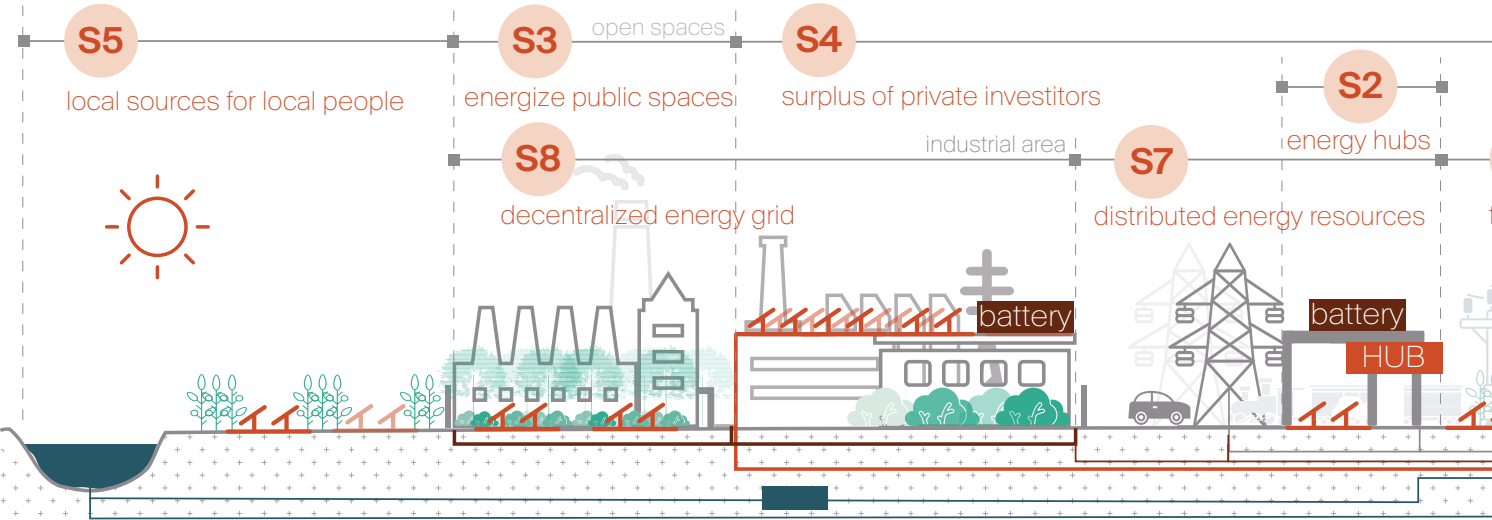 S5
local sources for local people
S3
open spaces
energize public spaces
S4
surplus of private investitors
S2
energy hubs
S8
decentralized energy grid
industrial area
S7
distributed energy resources
battery
battery
HUB